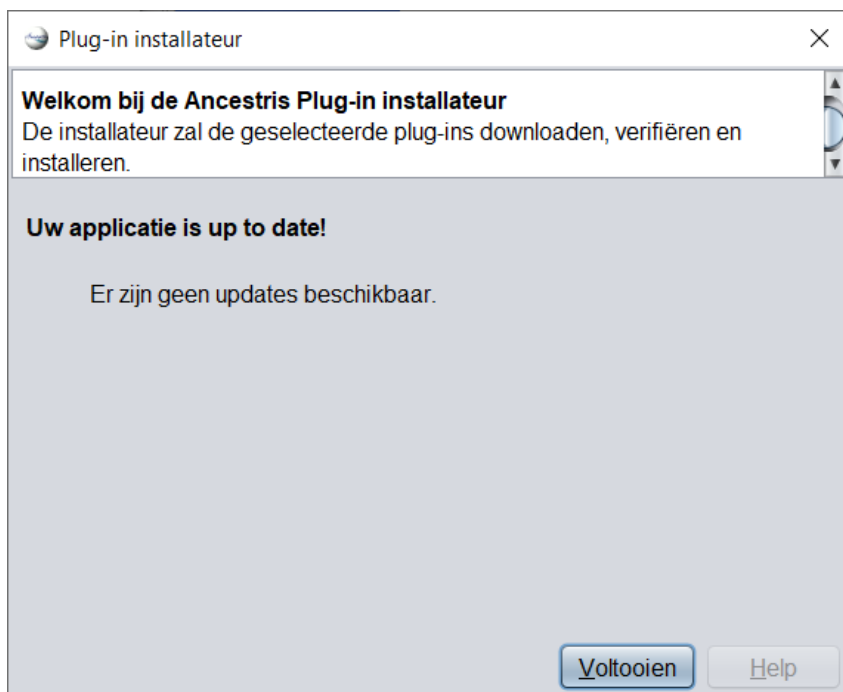 Plug-in installateur
Welkom bij de Ancestris Plug-in installateur
De installateur zal de geselecteerde plug-ins downloaden, verifiëren en
installeren.
Uw applicatie is up to date!
Er zijn geen updates beschikbaar.
Voltooien
Help